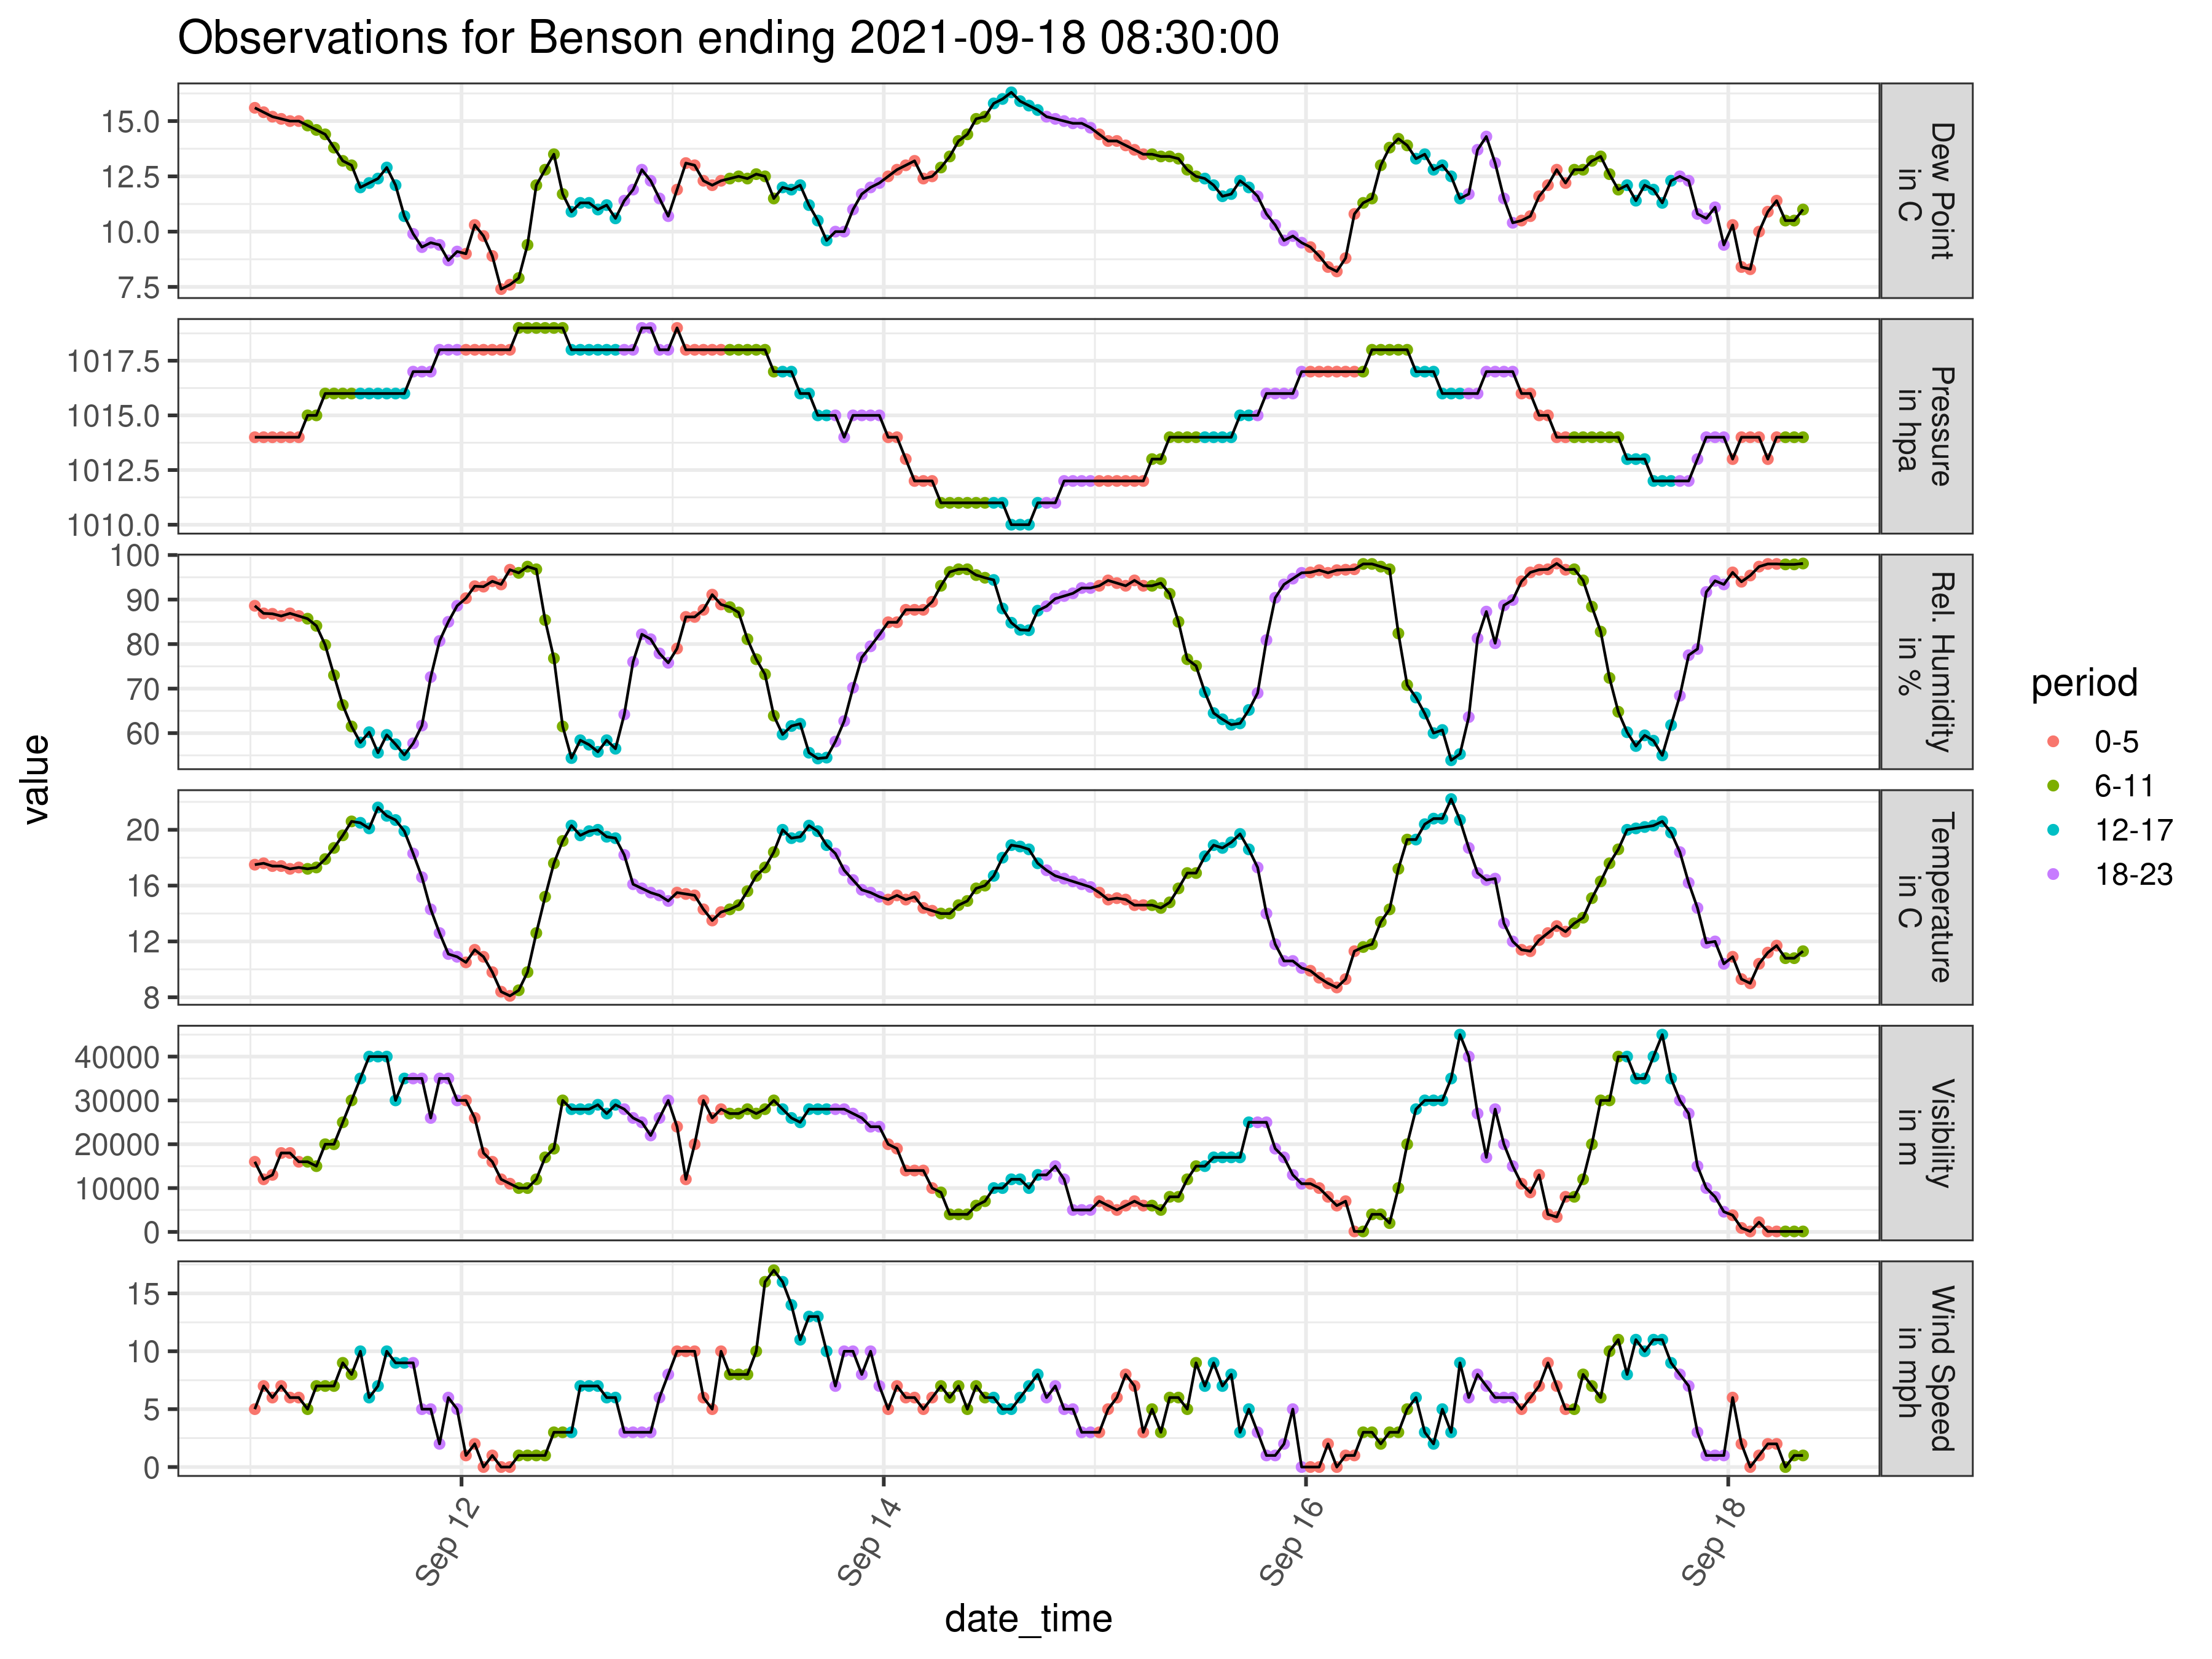 Observations for Benson ending 2021-09-18 08:30:00
value
15.0
12.5
10.0
7.5
Dew Point
in C
1017.5
1015.0
1012.5
1010.0
Pressure
in hpa
100
90
80
70
60
Rel. Humidity
in %
20
16
12
8
Temperature
in C
40000
30000
20000
10000
0
Visibility
in m
15
10
5
0
Wind Speed
in mph
Sep 12
Sep 14
Sep 16
Sep 18
date_time
period
0-5
6-11
12-17
18-23